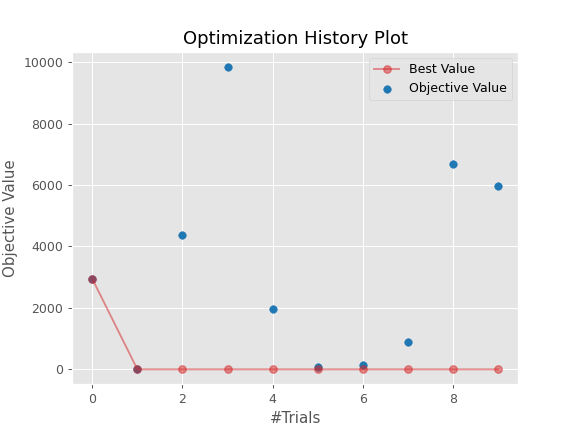 Optimization History Plot
Best Value
Objective Value
Objective Value
10000
8000
6000
4000
2000
0
0
2
4
6
8
#Trials